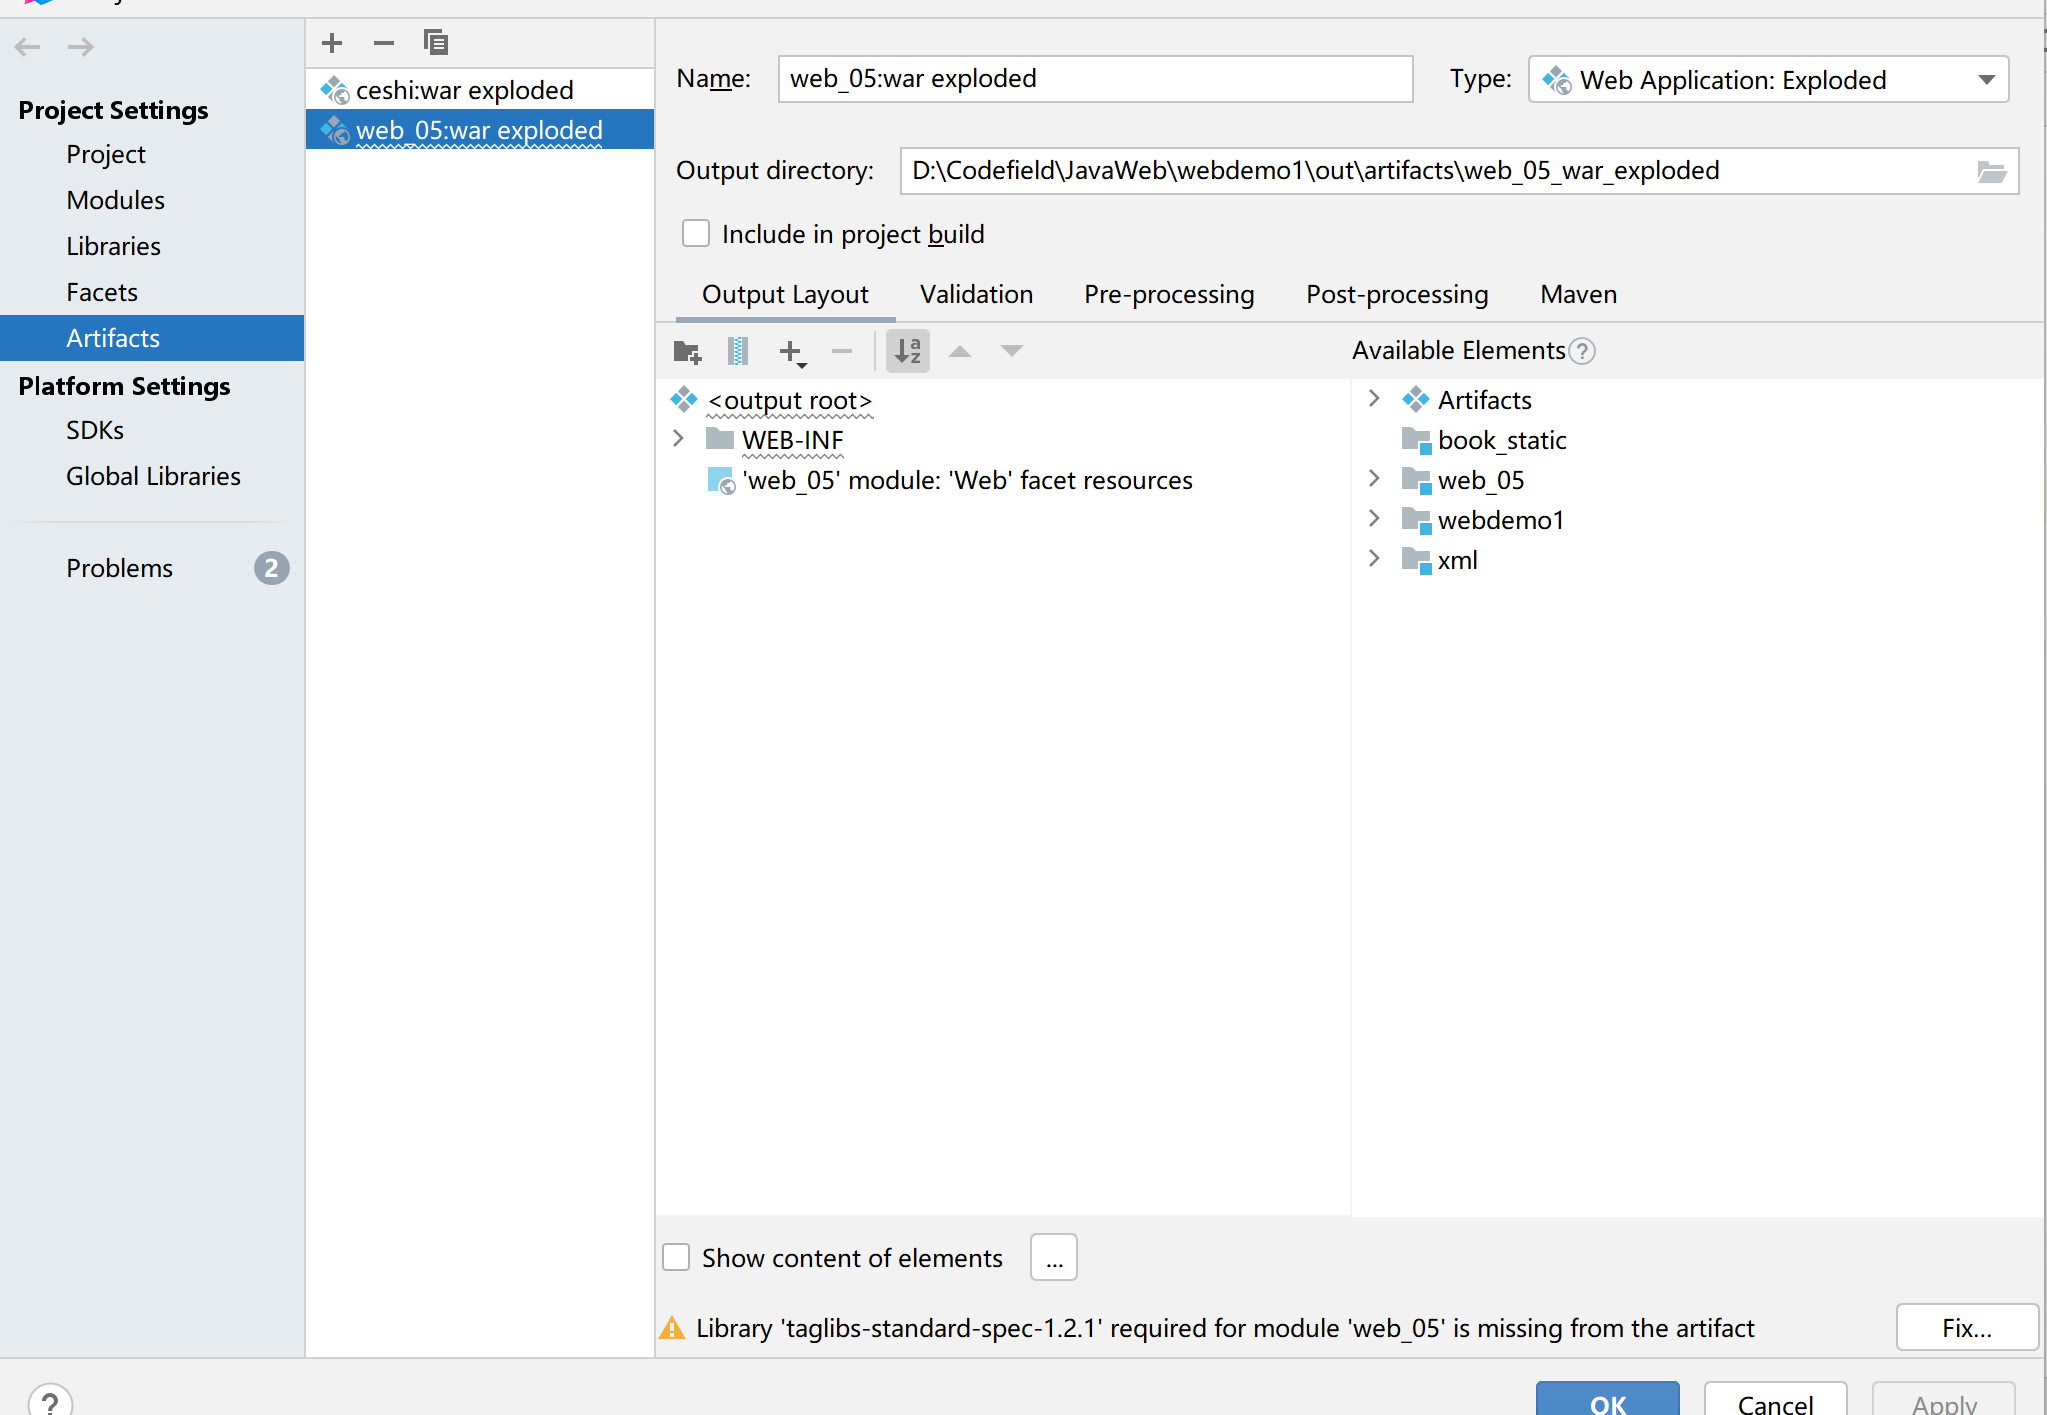 Project Settings
Project
Modules
Libraries
Facets
Artifacts
Platform Settings
SDKs
Global Libraries
Problems
2
ceshi:war exploded
web_05:war exploded
Name:
web_05:war exploded
Type:
Web Application: Exploded
Output directory:
D:\Codefield\JavaWeb\webdemo1\out\artifacts\web_05_war_exploded
Include in project build
Output Layout
Validation
Pre-processing
Post-processing
Maven
Available Elements
<output root>
WEB-INF
'web_05' module: 'Web' facet resources
Artifacts
book_static
web_05
webdemo1
xml
Show content of elements
...
Library 'taglibs-standard-spec-1.2.1' required for module 'web_05' is missing from the artifact
Fix...
OK
Cancel
Apply